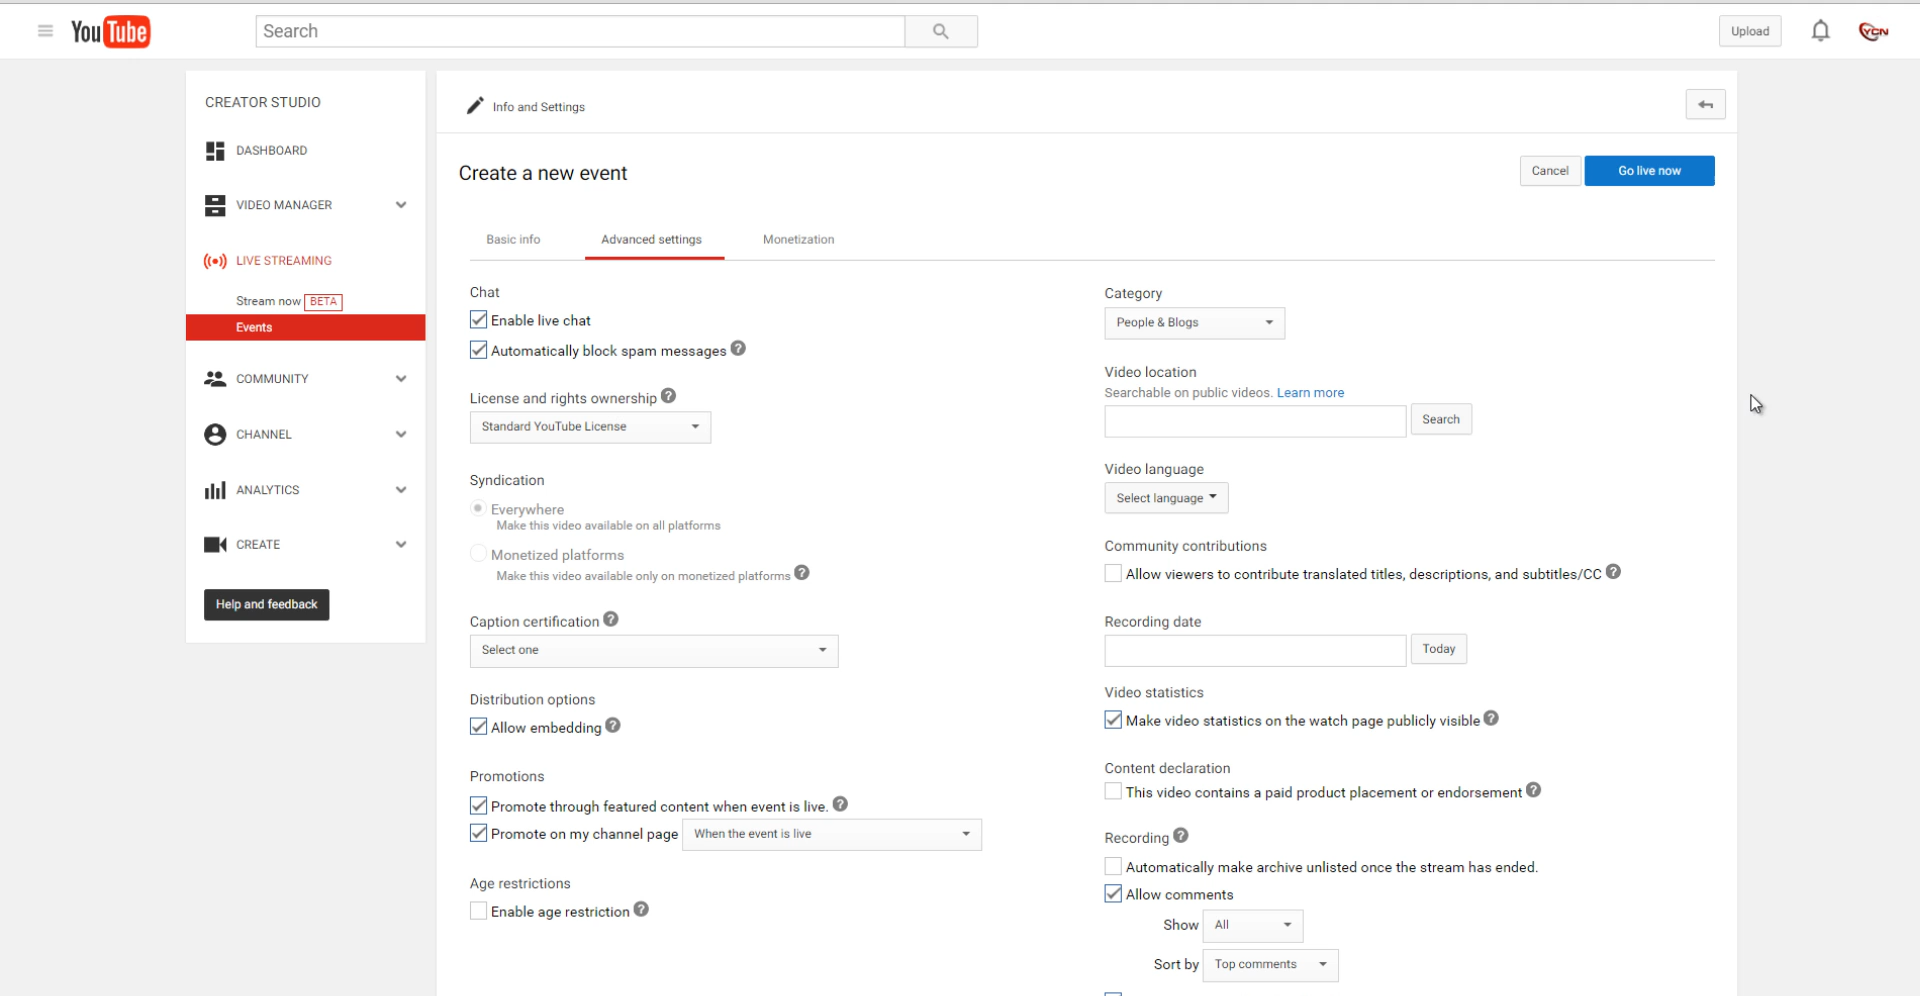 YouTube
Search
Upload
YCN
CREATOR STUDIO
DASHBOARD
VIDEO MANAGER
LIVE STREAMING
Stream now BETA
Events
COMMUNITY
CHANNEL
ANALYTICS
CREATE
Help and feedback
Info and Settings
Create a new event
Cancel
Go live now
Basic info
Advanced settings
Monetization
Chat
Enable live chat
Automatically block spam messages ?
License and rights ownership ?
Standard YouTube License
Syndication
Everywhere
Make this video available on all platforms
Monetized platforms
Make this video available only on monetized platforms ?
Caption certification ?
Select one
Distribution options
Allow embedding ?
Promotions
Promote through featured content when event is live. ?
Promote on my channel page When the event is live
Age restrictions
Enable age restriction ?
Category
People & Blogs
Video location
Searchable on public videos. Learn more
Search
Video language
Select language
Community contributions
Allow viewers to contribute translated titles, descriptions, and subtitles/CC ?
Recording date
Today
Video statistics
Make video statistics on the watch page publicly visible ?
Content declaration
This video contains a paid product placement or endorsement ?
Recording ?
Automatically make archive unlisted once the stream has ended.
Allow comments
Show All
Sort by Top comments